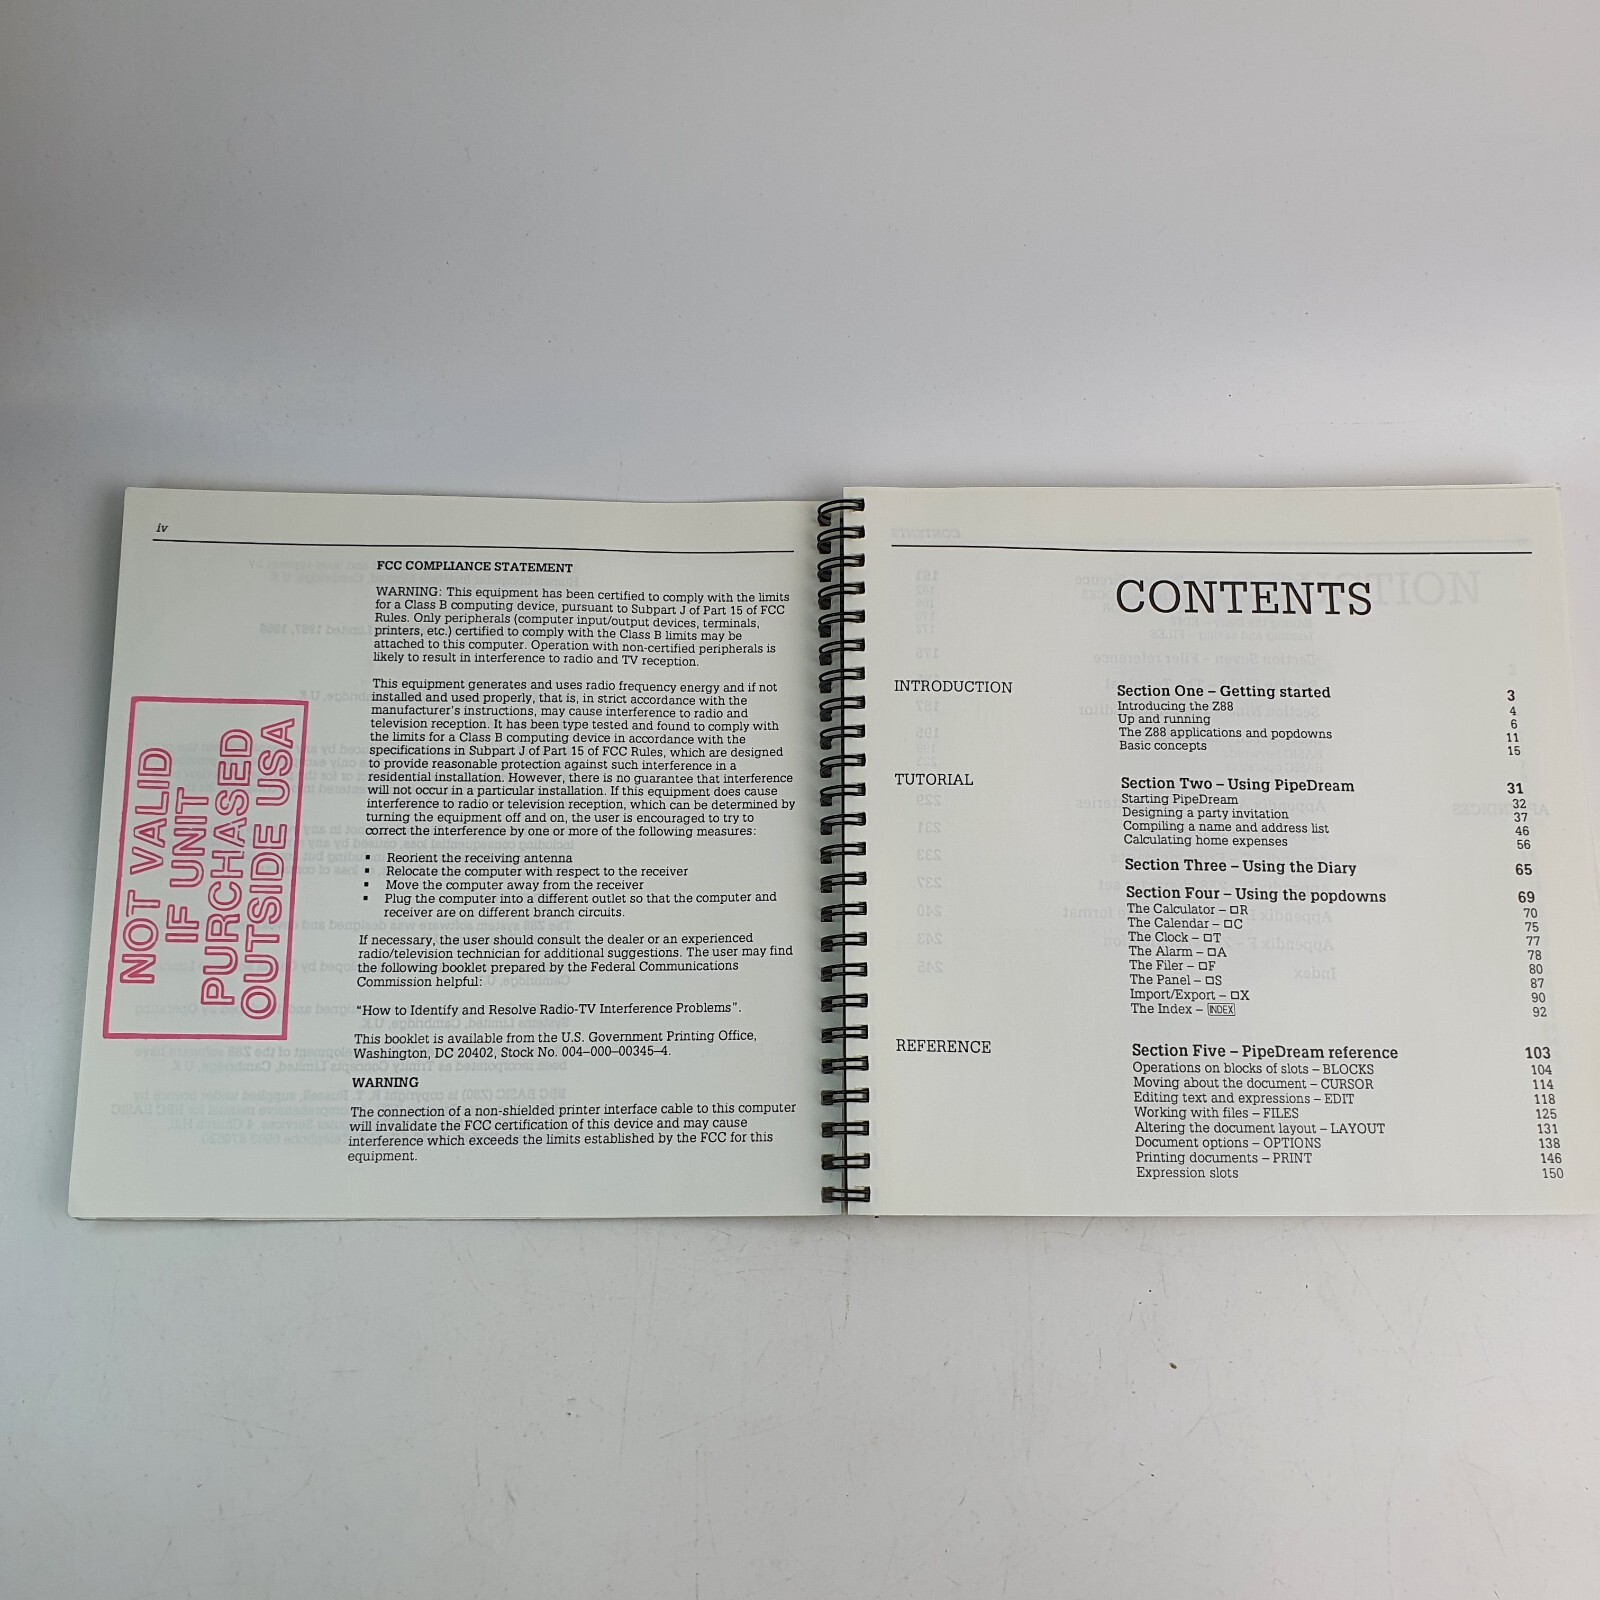 iv
FCC COMPLIANCE STATEMENT
WARNING: This equipment has been certified to comply with the limits
for a Class B computing device, pursuant to Subpart J of Part 15 of FCC
Rules. Only peripherals (computer input/output devices, terminals,
printers, etc.) certified to comply with the Class B limits may be
attached to this computer. Operation with non-certified peripherals is
likely to result in interference to radio and TV reception.
This equipment generates and uses radio frequency energy and if not
installed and used properly, that is, in strict accordance with the
manufacturer's instructions, may cause interference to radio and
television reception. It has been type tested and found to comply with
the limits for a Class B computing device in accordance with the
specifications in Subpart J of Part 15 of FCC Rules, which are designed
to provide reasonable protection against such interference in a
residential installation. However, there is no guarantee that interference
will not occur in a particular installation. If this equipment does cause
interference to radio or television reception, which can be determined by
turning the equipment off and on, the user is encouraged to try to
correct the interference by one or more of the following measures:
▪ Reorient the receiving antenna
▪ Relocate the computer with respect to the receiver
▪ Move the computer away from the receiver
▪ Plug the computer into a different outlet so that the computer and
receiver are on different branch circuits.
If necessary, the user should consult the dealer or an experienced
radio/television technician for additional suggestions. The user may find
the following booklet prepared by the Federal Communications
Commission helpful:
"How to Identify and Resolve Radio-TV Interference Problems".
This booklet is available from the U.S. Government Printing Office,
Washington, DC 20402, Stock No. 004–000–00345–4.
WARNING
The connection of a non-shielded printer interface cable to this computer
will invalidate the FCC certification of this device and may cause
interference which exceeds the limits established by the FCC for this
equipment.
NOT VALID
IF UNIT
PURCHASED
OUTSIDE USA
CONTENTS
INTRODUCTION Section One – Getting started 3
Introducing the Z88 4
Up and running 6
The Z88 applications and popdowns 11
Basic concepts 15
TUTORIAL Section Two – Using PipeDream 31
Starting PipeDream 32
Designing a party invitation 37
Compiling a name and address list 46
Calculating home expenses 56
Section Three – Using the Diary 65
Section Four – Using the popdowns 69
The Calculator – □R 70
The Calendar – □C 75
The Clock – □T 77
The Alarm – □A 78
The Filer – □F 80
The Panel – □S 87
Import/Export – □X 90
The Index – INDEX 92
REFERENCE Section Five – PipeDream reference 103
Operations on blocks of slots – BLOCKS 104
Moving about the document – CURSOR 114
Editing text and expressions – EDIT 118
Working with files – FILES 125
Altering the document layout – LAYOUT 131
Document options – OPTIONS 138
Printing documents – PRINT 146
Expression slots 150